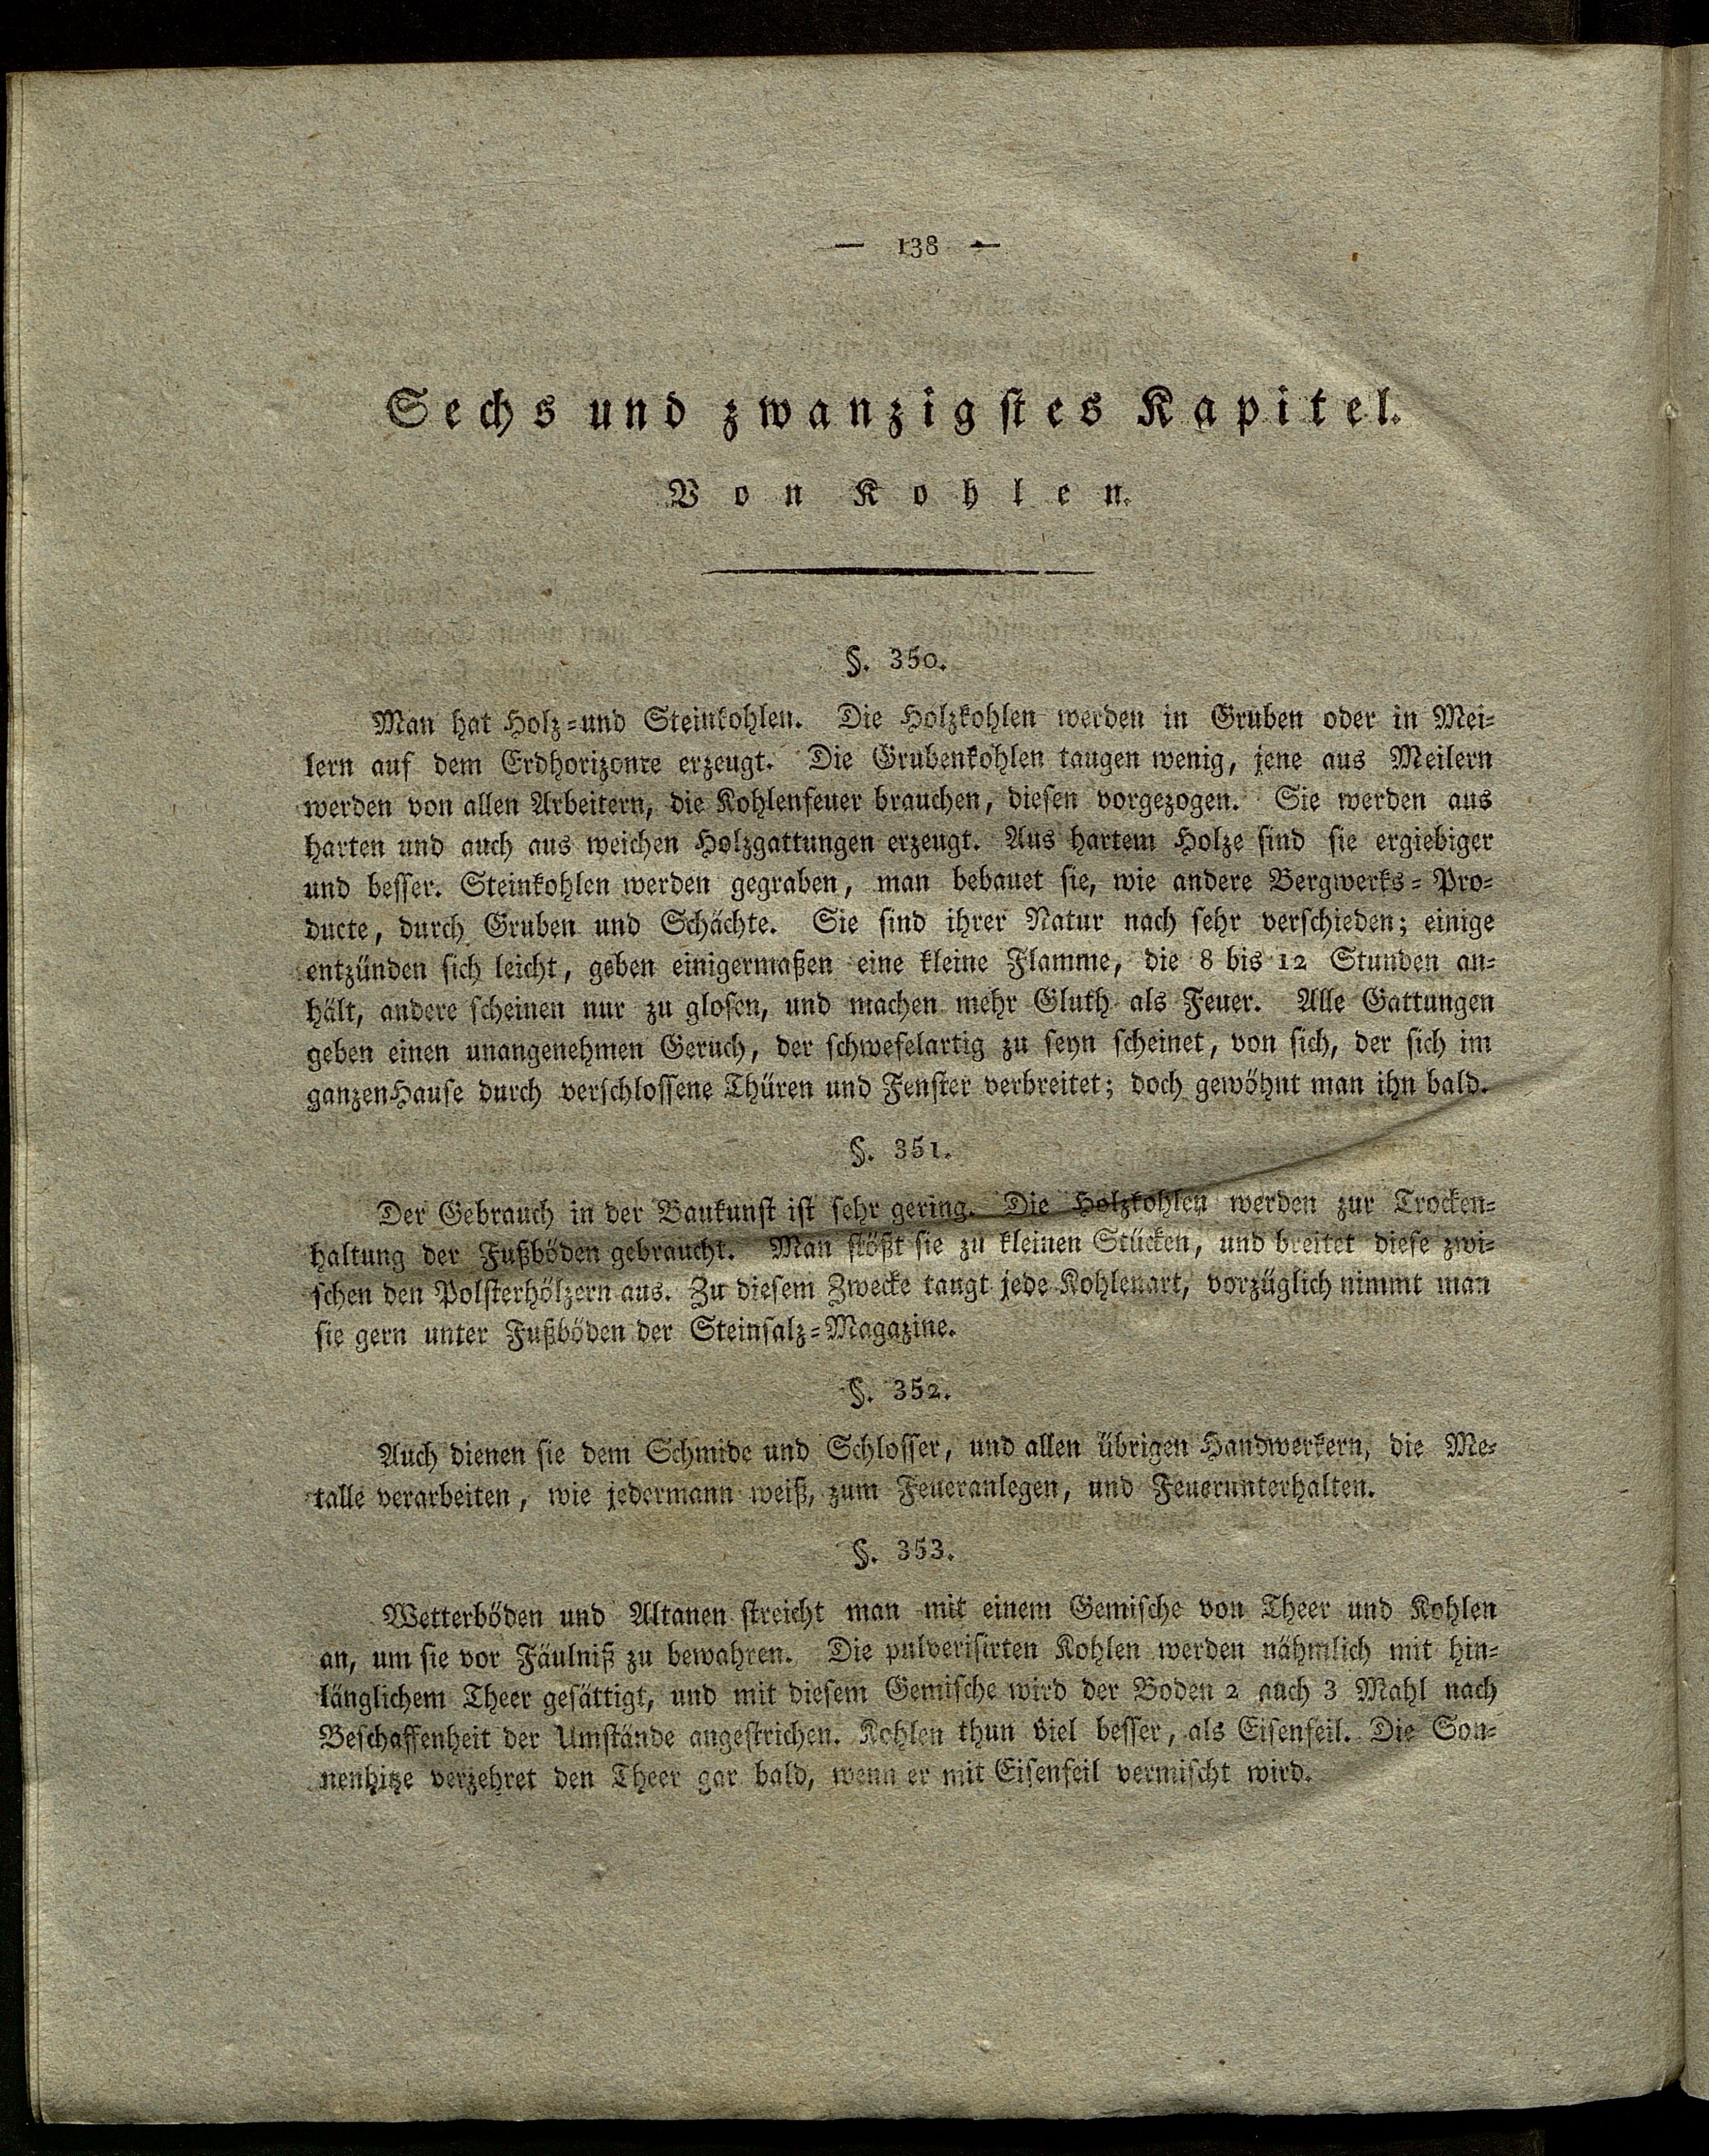 — 138 —
Sechs und zwanzigstes Kapitel.
Von Kohlen.
§. 350.
Man hat Holz=und Steinkohlen. Die Holzkohlen werden in Gruben oder in Mei=
lern auf dem Erdhorizonte erzeugt. Die Grubenkohlen taugen wenig, jene aus Meilern
werden von allen Arbeitern, die Kohlenfeuer brauchen, diesen vorgezogen. Sie werden aus
harten und auch aus weichen Holzgattungen erzeugt. Aus hartem Holze sind sie ergiebiger
und besser. Steinkohlen werden gegraben, man bebauet sie, wie andere Bergwerks=Pro=
ducte, durch Gruben und Schächte. Sie sind ihrer Natur nach sehr verschieden; einige
entzünden sich leicht, geben einigermaßen eine kleine Flamme, die 8 bis 12 Stunden an=
hält, andere scheinen nur zu glosen, und machen mehr Gluth als Feuer. Alle Gattungen
geben einen unangenehmen Geruch, der schwefelartig zu seyn scheinet, von sich, der sich im
ganzen Hause durch verschlossene Thüren und Fenster verbreitet; doch gewöhnt man ihn bald.
§. 351.
Der Gebrauch in der Baukunst ist sehr gering. Die Holzkohlen werden zur Trocken=
haltung der Fußböden gebraucht. Man stößt sie zu kleinen Stücken, und breitet diese zwi=
schen den Polsterhölzern aus. Zu diesem Zwecke taugt jede Kohlenart, vorzüglich nimmt man
sie gern unter Fußböden der Steinsalz=Magazine.
§. 352.
Auch dienen sie dem Schmide und Schlosser, und allen übrigen Handwerkern, die Me=
talle verarbeiten, wie jedermann weiß, zum Feueranlegen, und Feuerunterhalten.
§. 353.
Wetterböden und Altanen streicht man mit einem Gemische von Theer und Kohlen
an, um sie vor Fäulniß zu bewahren. Die pulverisirten Kohlen werden nähmlich mit hin=
länglichem Theer gesättigt, und mit diesem Gemische wird der Boden 2 auch 3 Mahl nach
Beschaffenheit der Umstände angestrichen. Kohlen thun viel besser, als Eisenfeil. Die Son=
nenhitze verzehret den Theer gar bald, wenn er mit Eisenfeil vermischt wird.